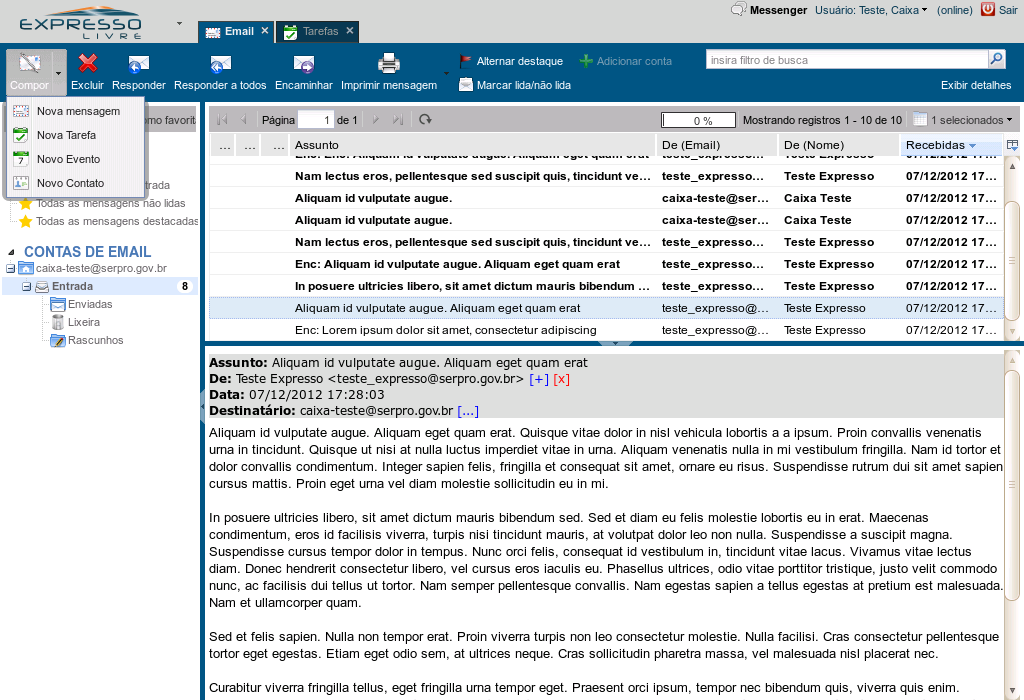 EXPRESSO
LIVRE
Email
Tarefas
Messenger
Usuário: Teste, Caixa
(online)
Sair
Compor
Excluir
Responder
Responder a todos
Encaminhar
Imprimir mensagem
Alternar destaque
Marcar lida/não lida
Adicionar conta
insira filtro de busca
Exibir detalhes
Nova mensagem
Nova Tarefa
Novo Evento
Novo Contato
omo favorita
trada
Todas as mensagens não lidas
Todas as mensagens destacadas
CONTAS DE EMAIL
caixa-teste@serpro.gov.br
Entrada 8
Enviadas
Lixeira
Rascunhos
Página 1 de 1
0 %
Mostrando registros 1 - 10 de 10
1 selecionados
... ... ... Assunto De (Email) De (Nome) Recebidas
Enc: Enc: Aliquam id vulputate augue. Aliquam eget quam erat teste_expresso... Teste Expresso 07/12/2012 17...
Nam lectus eros, pellentesque sed suscipit quis, tincidunt ve... teste_expresso... Teste Expresso 07/12/2012 17...
Aliquam id vulputate augue. caixa-teste@ser... Caixa Teste 07/12/2012 17...
Aliquam id vulputate augue. caixa-teste@ser... Caixa Teste 07/12/2012 17...
Nam lectus eros, pellentesque sed suscipit quis, tincidunt ve... teste_expresso... Teste Expresso 07/12/2012 17...
Enc: Aliquam id vulputate augue. Aliquam eget quam erat teste_expresso... Teste Expresso 07/12/2012 17...
In posuere ultricies libero, sit amet dictum mauris bibendum ... teste_expresso... Teste Expresso 07/12/2012 17...
Aliquam id vulputate augue. Aliquam eget quam erat teste_expresso@... Teste Expresso 07/12/2012 17...
Enc: Lorem ipsum dolor sit amet, consectetur adipiscing teste_expresso@... Teste Expresso 07/12/2012 17...
Assunto: Aliquam id vulputate augue. Aliquam eget quam erat
De: Teste Expresso <teste_expresso@serpro.gov.br> [+] [x]
Data: 07/12/2012 17:28:03
Destinatário: caixa-teste@serpro.gov.br [...]
Aliquam id vulputate augue. Aliquam eget quam erat. Quisque vitae dolor in nisl vehicula lobortis a a ipsum. Proin convallis venenatis
urna in tincidunt. Quisque ut nisi at nulla luctus imperdiet vitae in urna. Aliquam venenatis nulla in mi vestibulum fringilla. Nam id tortor et
dolor convallis condimentum. Integer sapien felis, fringilla et consequat sit amet, ornare eu risus. Suspendisse rutrum dui sit amet sapien
cursus mattis. Proin eget urna vel diam molestie sollicitudin eu in mi.
In posuere ultricies libero, sit amet dictum mauris bibendum sed. Sed et diam eu felis molestie lobortis eu in erat. Maecenas
condimentum, eros id facilisis viverra, turpis nisi tincidunt mauris, at volutpat dolor leo non nulla. Suspendisse a suscipit magna.
Suspendisse cursus tempor dolor in tempus. Nunc orci felis, consequat id vestibulum in, tincidunt vitae lacus. Vivamus vitae lectus
diam. Donec hendrerit consectetur libero, vel cursus eros iaculis eu. Phasellus ultrices, odio vitae porttitor tristique, justo velit commodo
nunc, ac facilisis dui tellus ut tortor. Nam semper pellentesque convallis. Nam egestas sapien a tellus egestas at pretium est malesuada.
Nam et ullamcorper quam.
Sed et felis sapien. Nulla non tempor erat. Proin viverra turpis non leo consectetur molestie. Nulla facilisi. Cras consectetur pellentesque
tortor eget egestas. Etiam eget odio sem, at ultrices neque. Cras sollicitudin pharetra massa, vel malesuada nisl placerat nec.
Curabitur viverra fringilla tellus, eget fringilla urna tempor eget. Praesent orci ipsum, tempor nec bibendum quis, viverra quis enim.